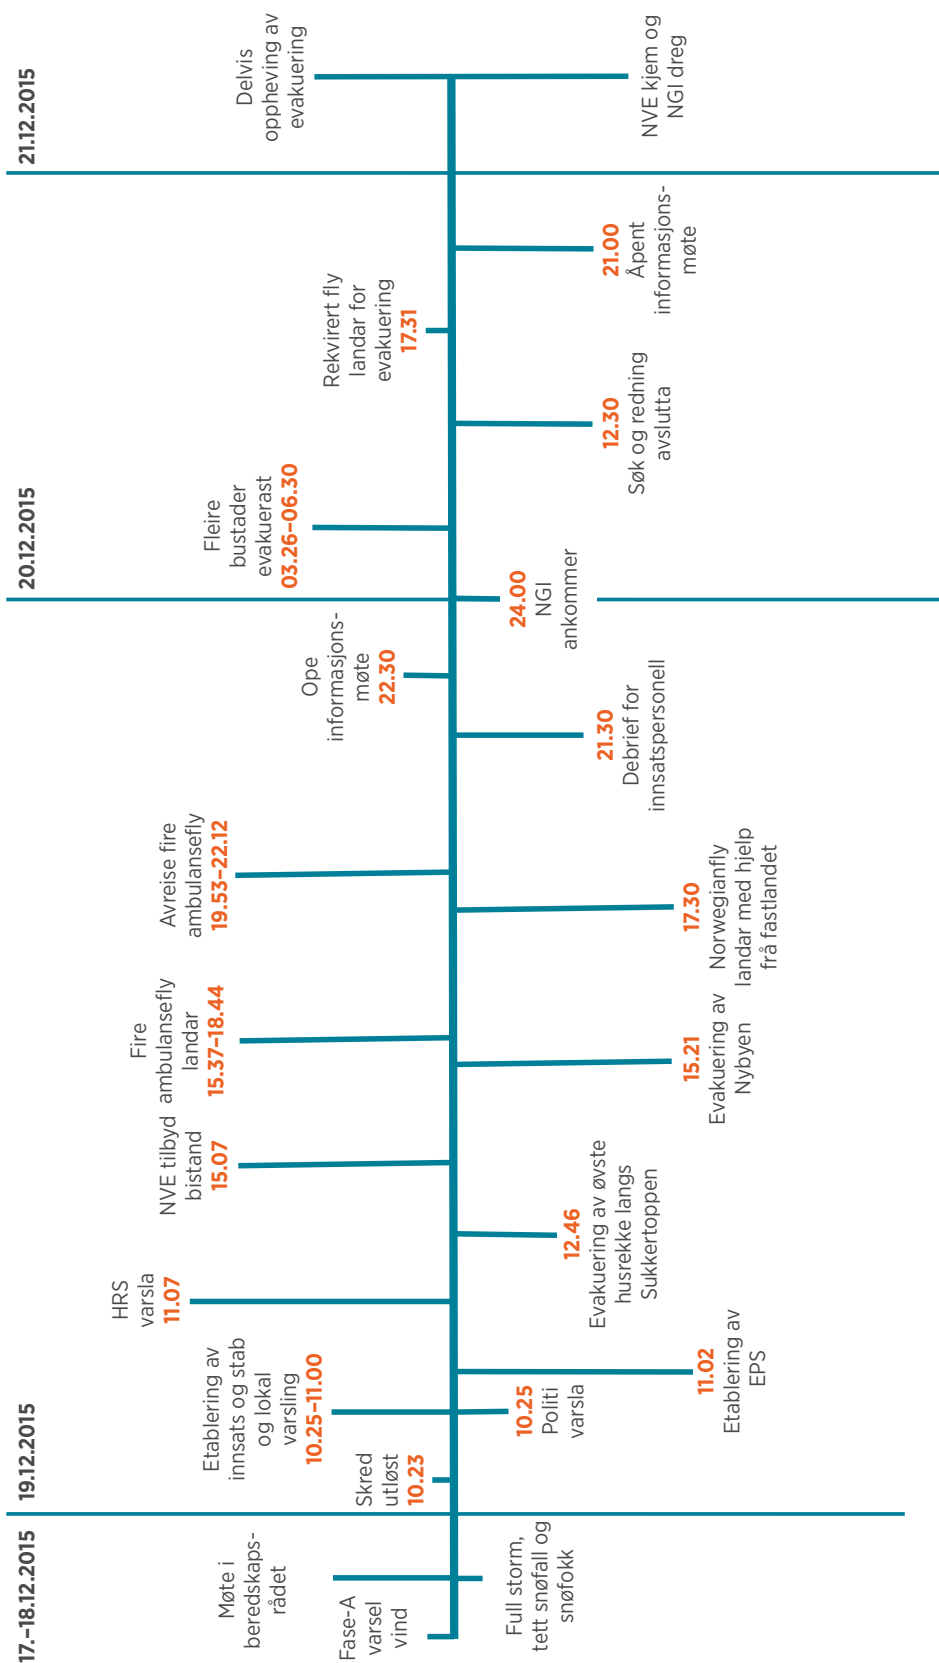 17.–18.12.2015
Fase-A
varsel
vind
Møte i
beredskaps-
rådet
Full storm,
tett snøfall og
snøfokk
19.12.2015
Skred
utløst
10.23
Etablering av
innsats og stab
og lokal
varsling
10.25–11.00
10.25
Politi
varsla
11.02
Etablering av
EPS
HRS
varsla
11.07
12.46
Evakuering av øvste
husrekke langs
Sukkertoppen
NVE tilbyd
bistand
15.07
15.21
Evakuering av
Nybyen
Fire
ambulansefly
landar
15.37–18.44
17.30
Norwegianfly
landar med hjelp
frå fastlandet
Avreise fire
ambulansefly
19.53–22.12
21.30
Debrief for
innsatspersonell
Ope
informasjons-
møte
22.30
24.00
NGI
ankommer
20.12.2015
Fleire
bustader
evakuerast
03.26–06.30
12.30
Søk og redning
avslutta
Rekvirert fly
landar for
evakuering
17.31
21.00
Åpent
informasjons-
møte
21.12.2015
Delvis
oppheving av
evakuering
NVE kjem og
NGI dreg